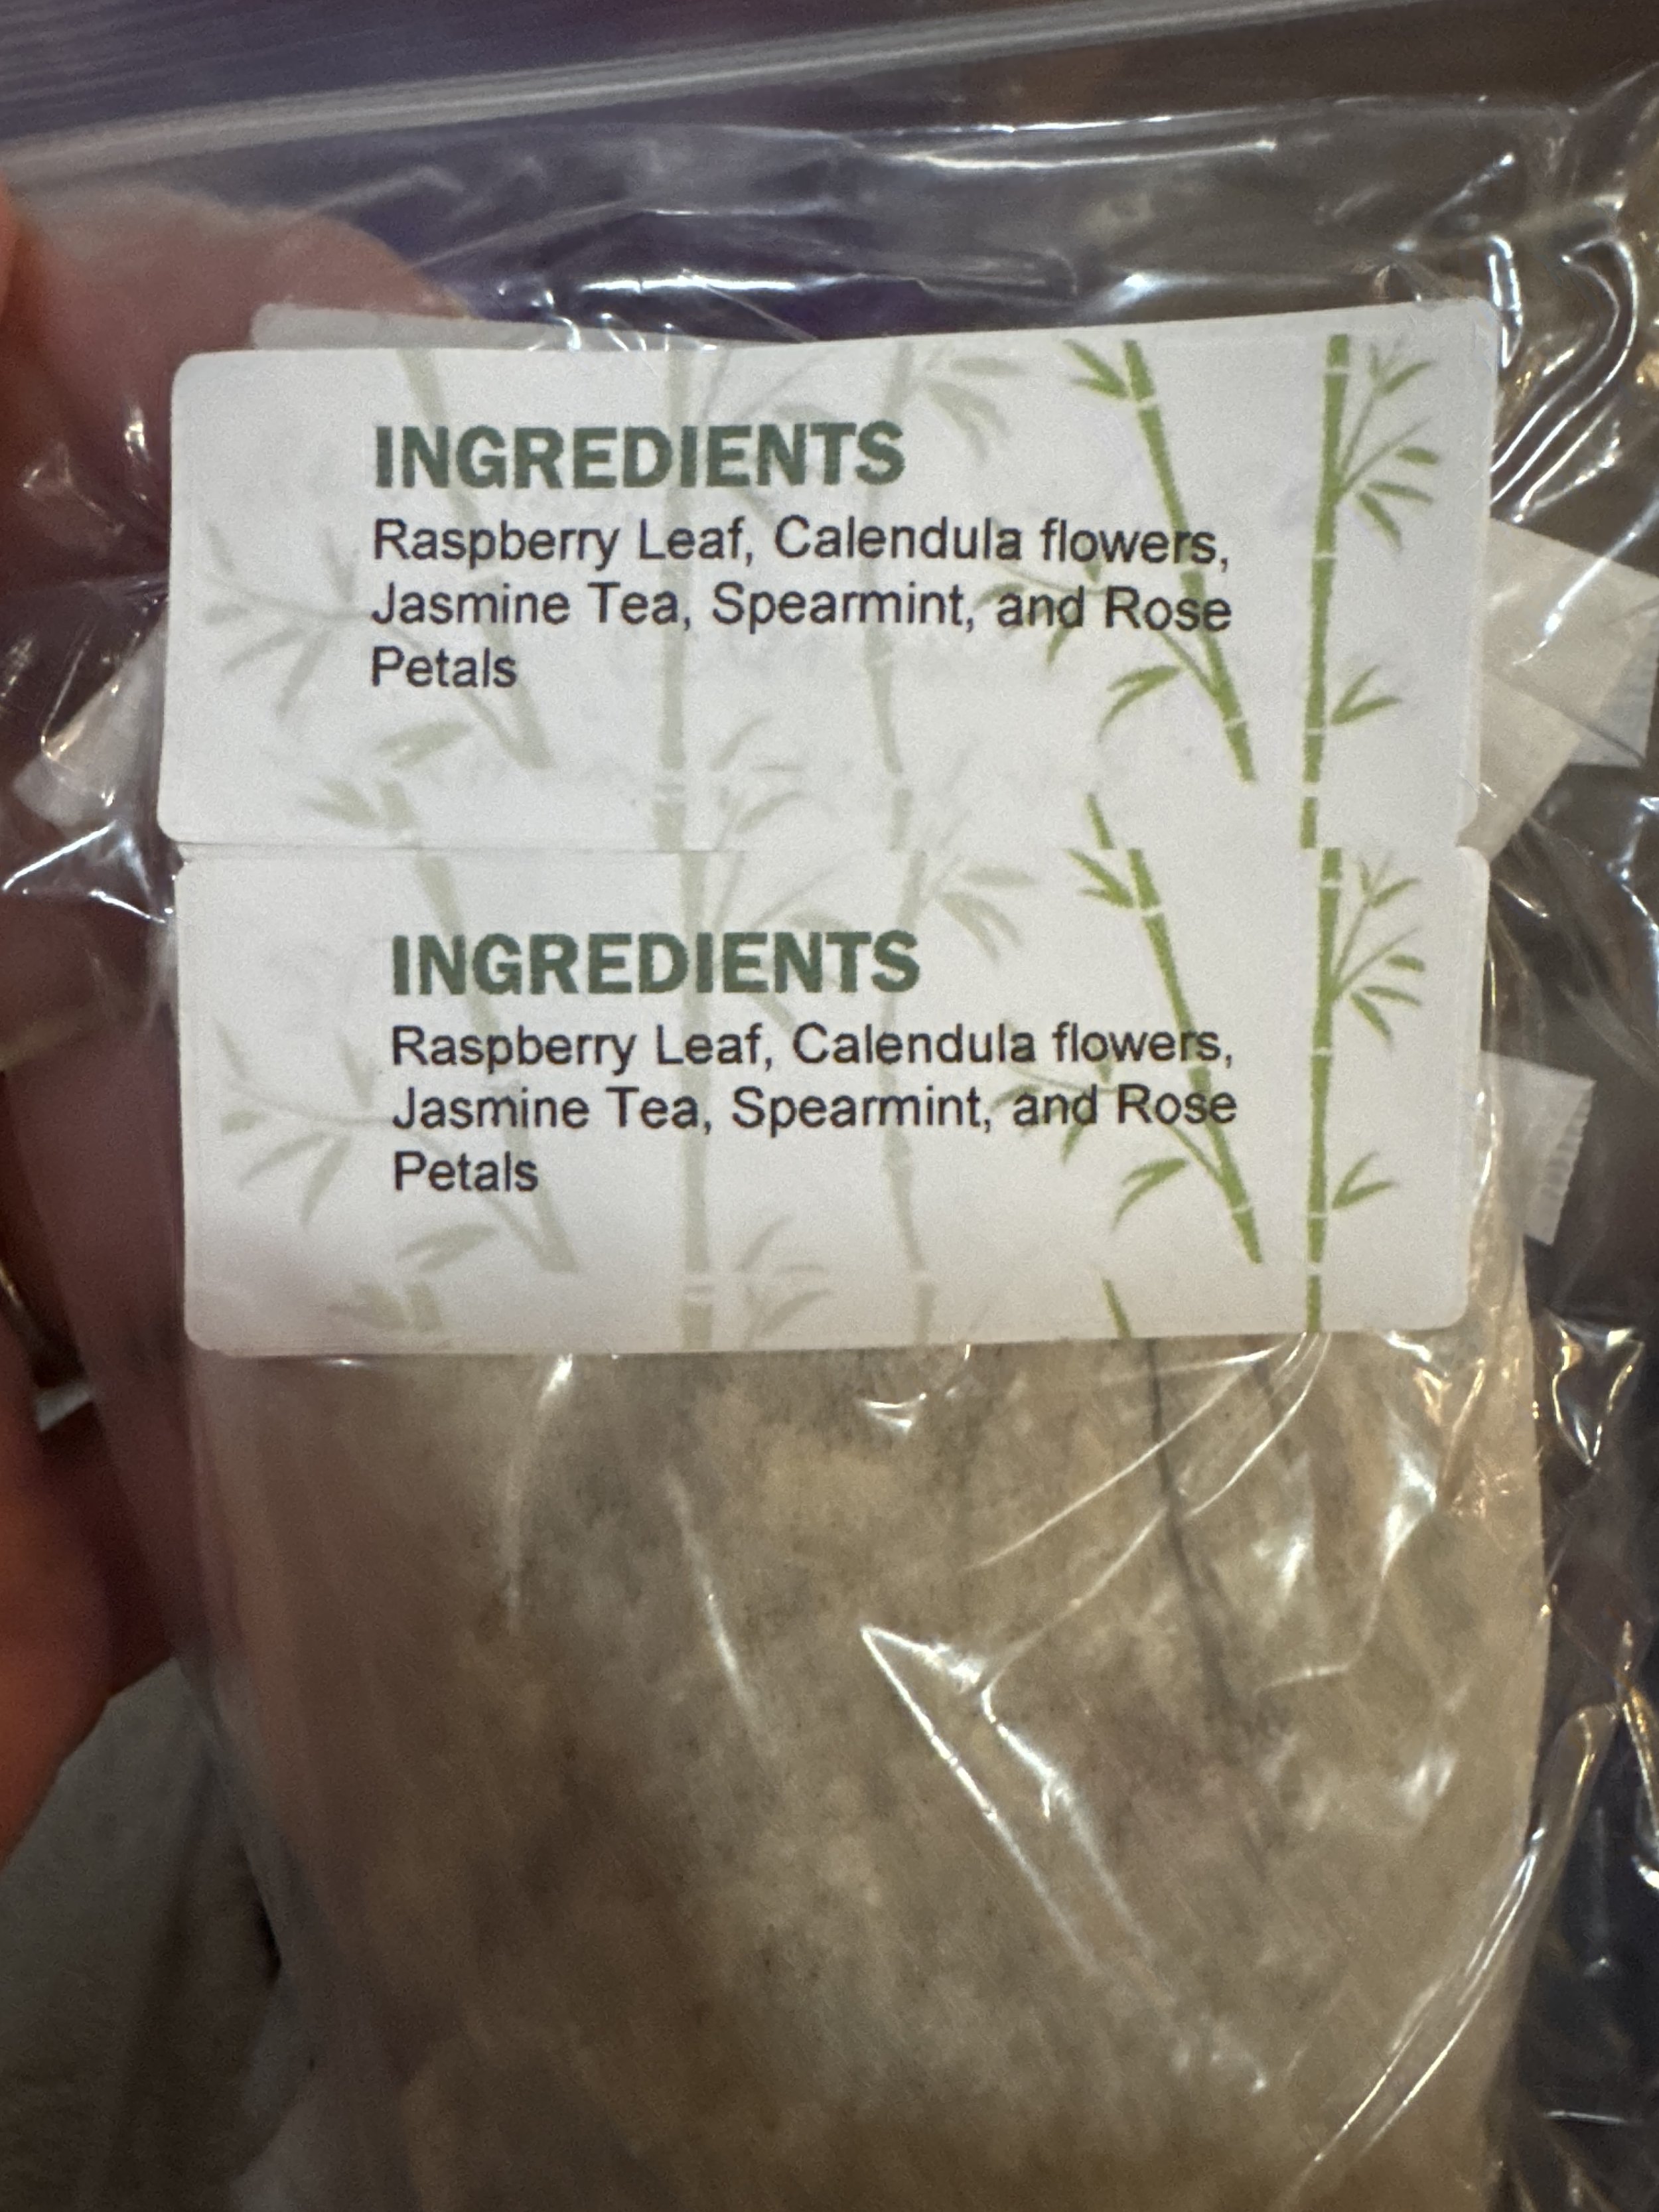 INGREDIENTS
Raspberry Leaf, Calendula flowers,
Jasmine Tea, Spearmint, and Rose
Petals
INGREDIENTS
Raspberry Leaf, Calendula flowers,
Jasmine Tea, Spearmint, and Rose
Petals